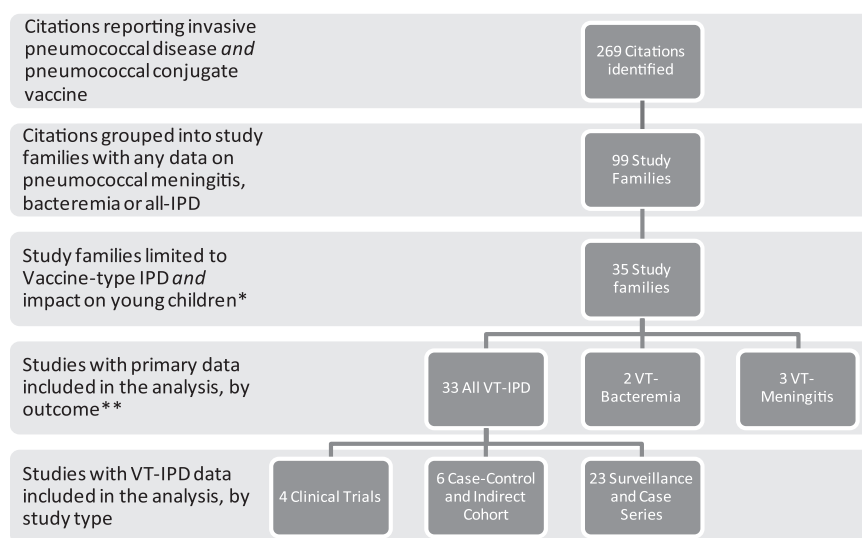 Citations reporting invasive
pneumococcal disease and
pneumococcal conjugate
vaccine
269 Citations
identified
Citations grouped into study
families with any data on
pneumococcal meningitis,
bacteremia or all-IPD
99 Study
Families
Study families limited to
Vaccine-type IPD and
impact on young children*
35 Study
families
Studies with primary data
included in the analysis, by
outcome**
33 All VT-IPD
2 VT-
Bacteremia
3 VT-
Meningitis
Studies with VT-IPD data
included in the analysis, by
study type
4 Clinical Trials
6 Case-Control
and Indirect
Cohort
23 Surveillance
and Case
Series